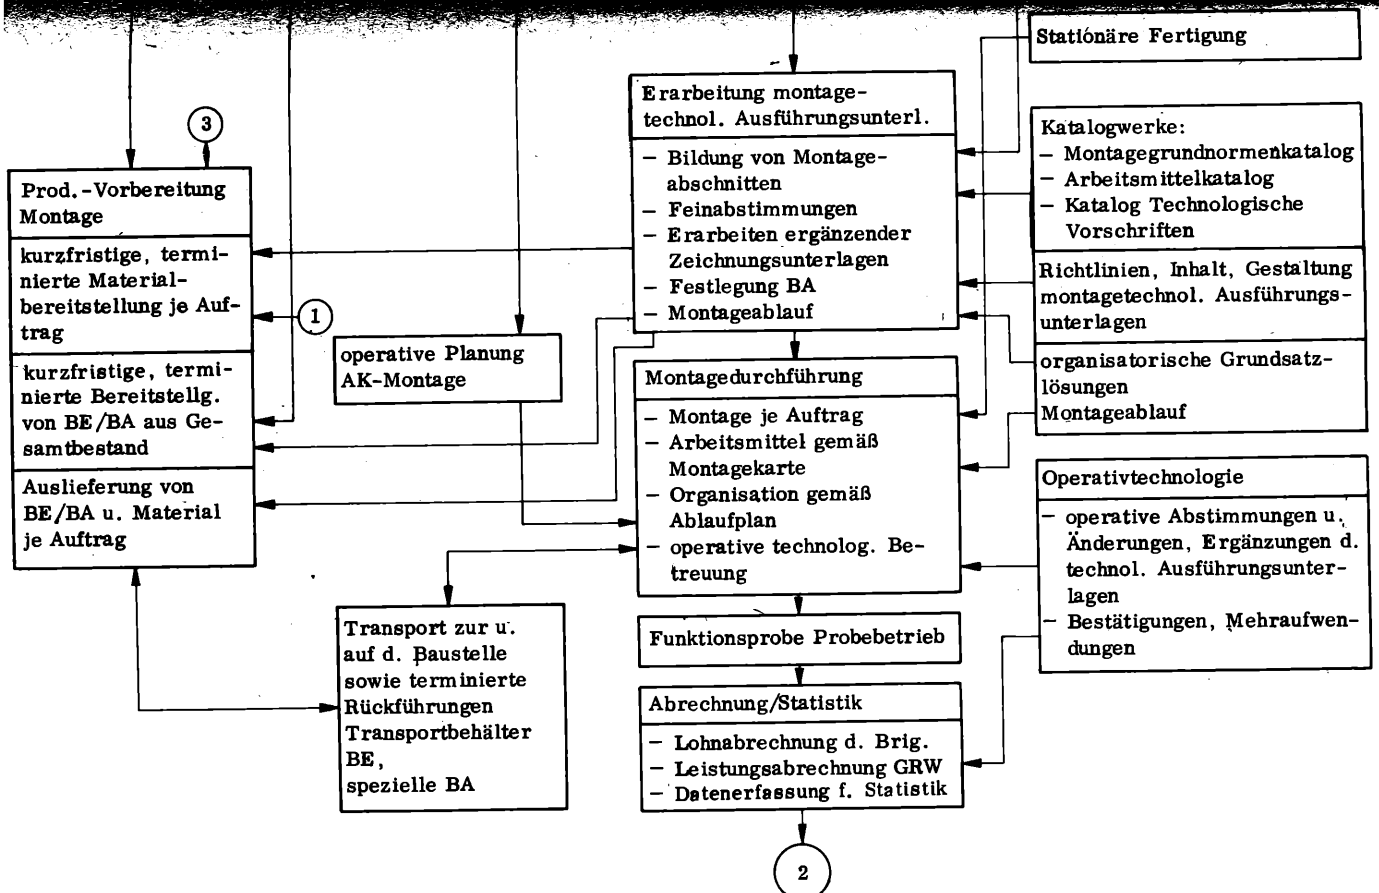 Stationäre Fertigung
3
Erarbeitung montage-
technol. Ausführungsunterl.
– Bildung von Montage-
abschnitten
– Feinabstimmungen
– Erarbeiten ergänzender
Zeichnungsunterlagen
– Festlegung BA
– Montageablauf
Katalogwerke:
– Montagegrundnormenkatalog
– Arbeitsmittelkatalog
– Katalog Technologische
Vorschriften
Richtlinien, Inhalt, Gestaltung
montagetechnol. Ausführungs-
unterlagen
organisatorische Grundsatz-
lösungen
Montageablauf
Prod.-Vorbereitung
Montage
kurzfristige, termi-
nierte Material-
bereitstellung je Auf-
trag
kurzfristige, termi-
nierte Bereitstellg.
von BE/BA aus Ge-
samtbestand
Auslieferung von
BE/BA u. Material
je Auftrag
1
operative Planung
AK-Montage
Montagedurchführung
– Montage je Auftrag
– Arbeitsmittel gemäß
Montagekarte
– Organisation gemäß
Ablaufplan
– operative technolog. Be-
treuung
Operativtechnologie
– operative Abstimmungen u.
Änderungen, Ergänzungen d.
technol. Ausführungsunter-
lagen
– Bestätigungen, Mehraufwen-
dungen
Transport zur u.
auf d. Baustelle
sowie terminierte
Rückführungen
Transportbehälter
BE,
spezielle BA
Funktionsprobe Probebetrieb
Abrechnung/Statistik
– Lohnabrechnung d. Brig.
– Leistungsabrechnung GRW
– Datenerfassung f. Statistik
2